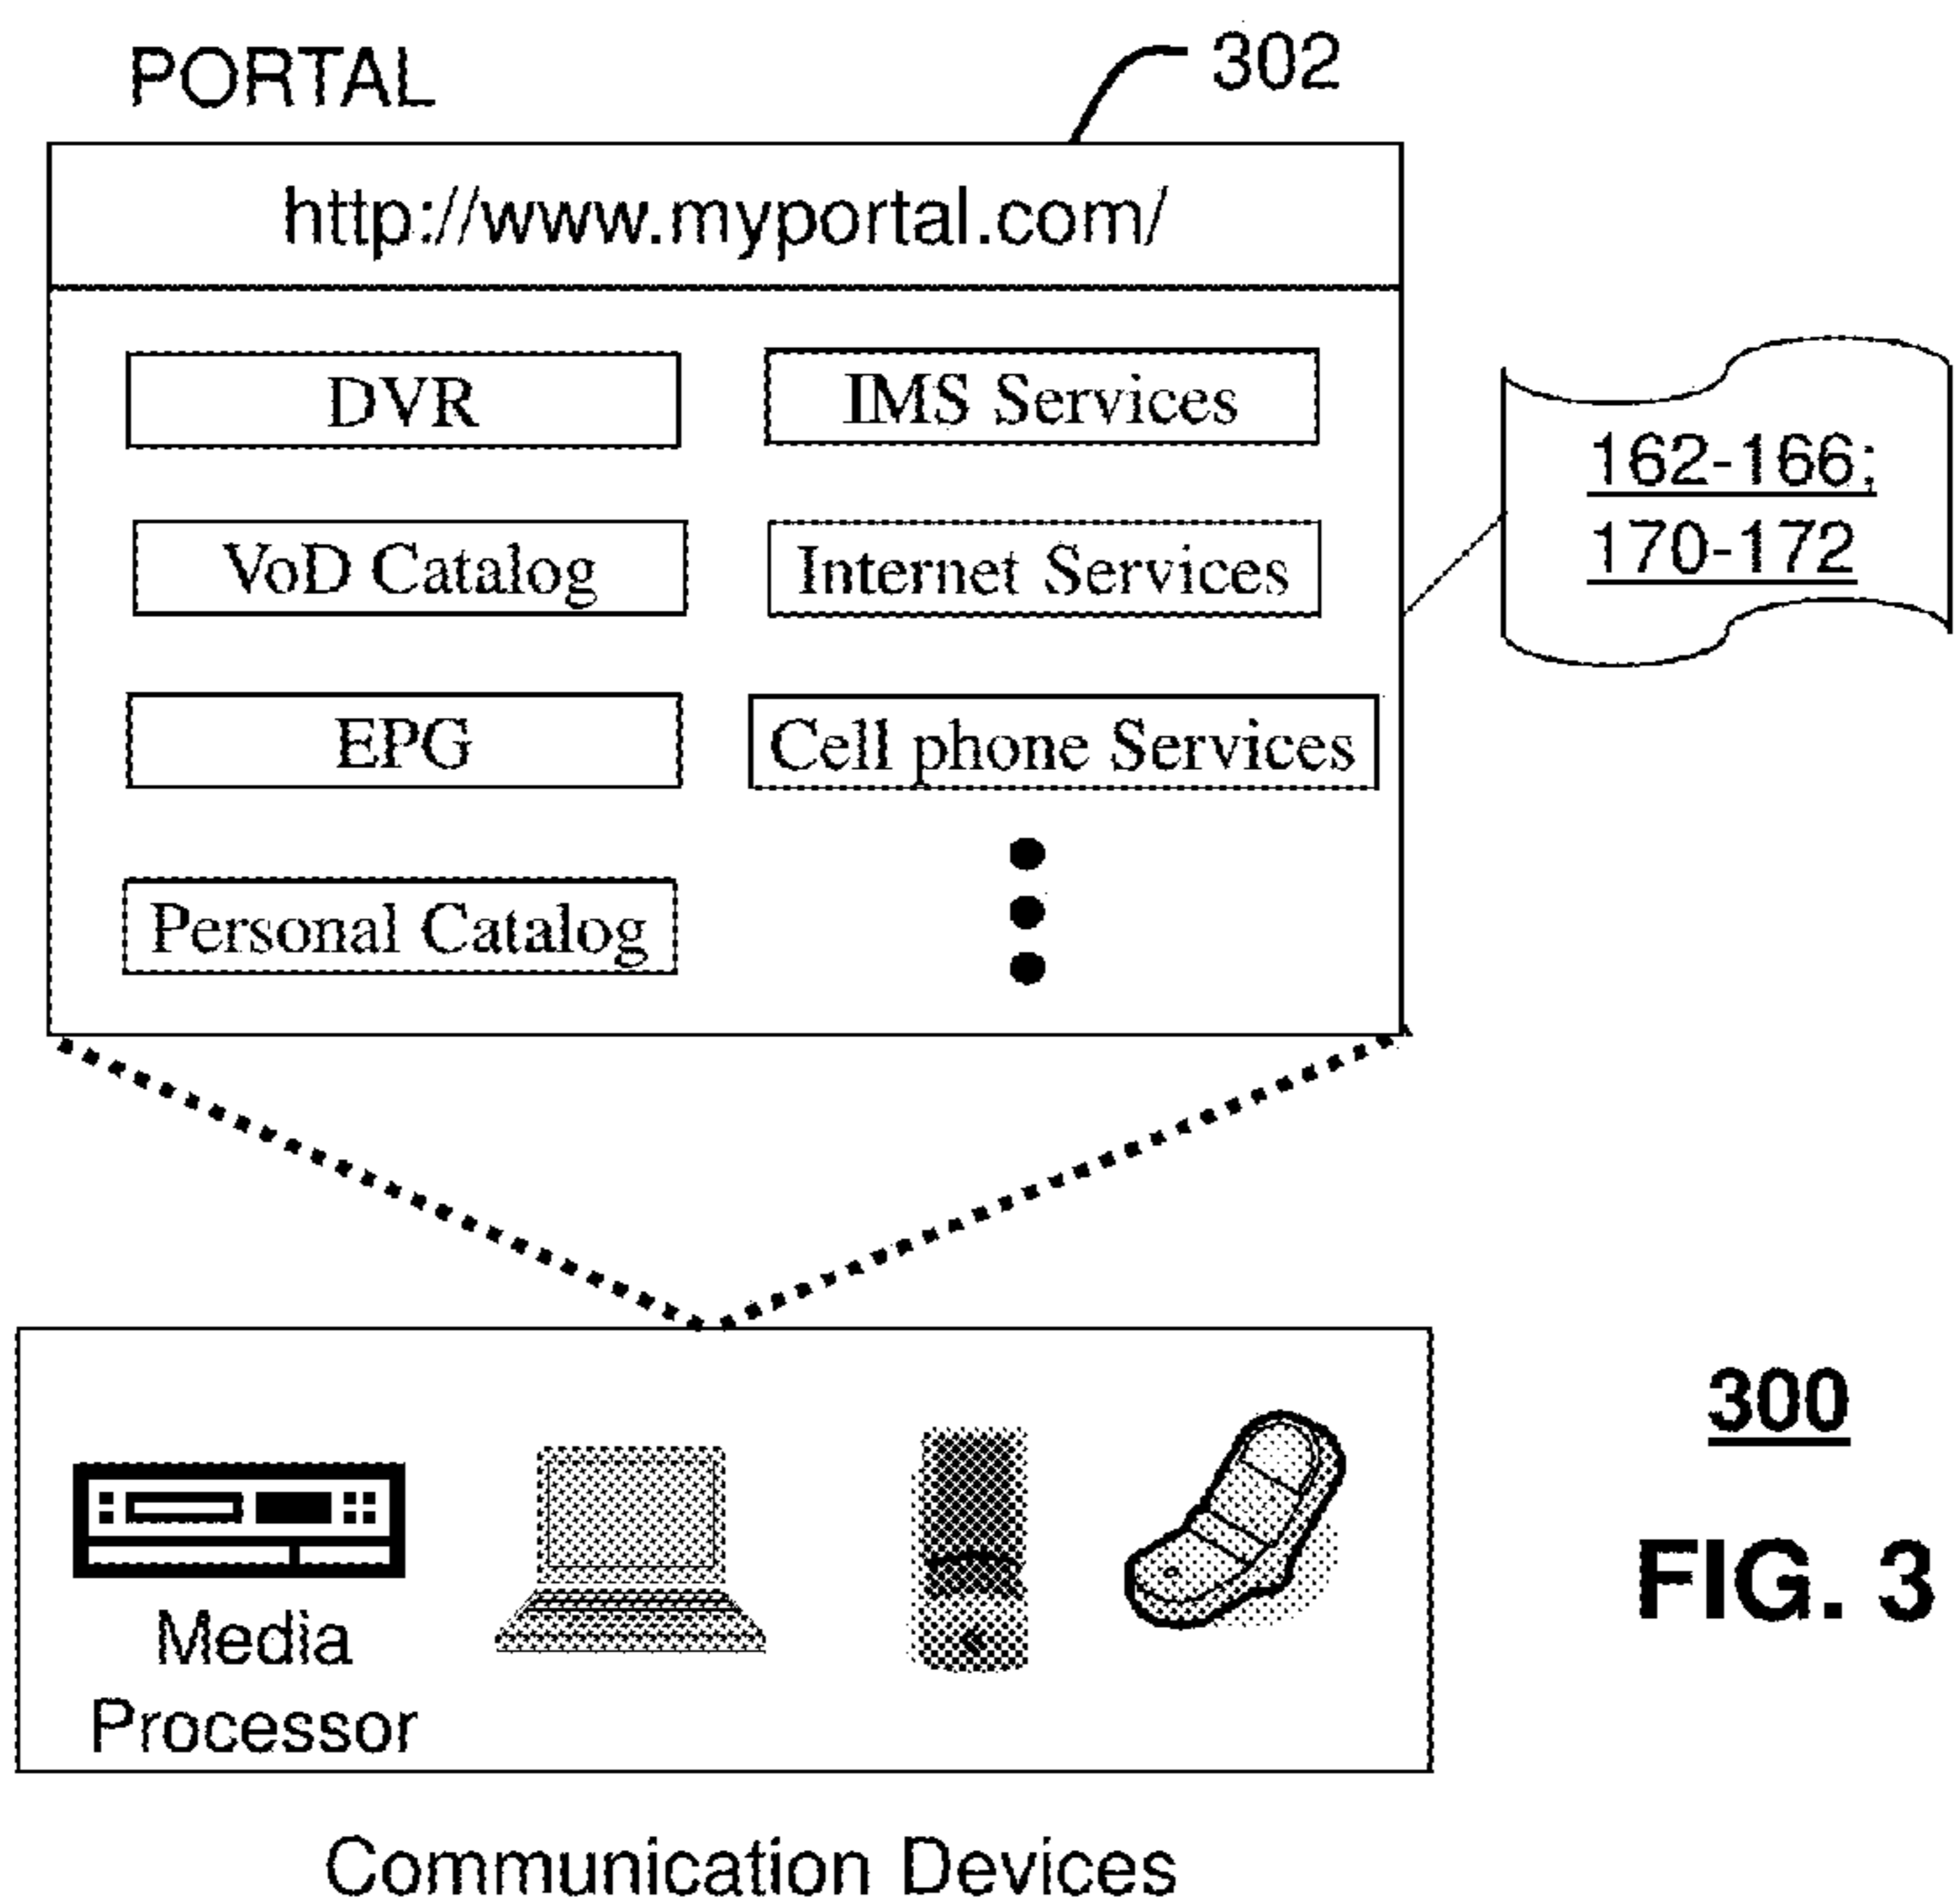 PORTAL
302
http://www.myportal.com/
DVR
IMS Services
VoD Catalog
Internet Services
EPG
Cell phone Services
Personal Catalog
162-166;
170-172
Media
Processor
Communication Devices
300
FIG. 3